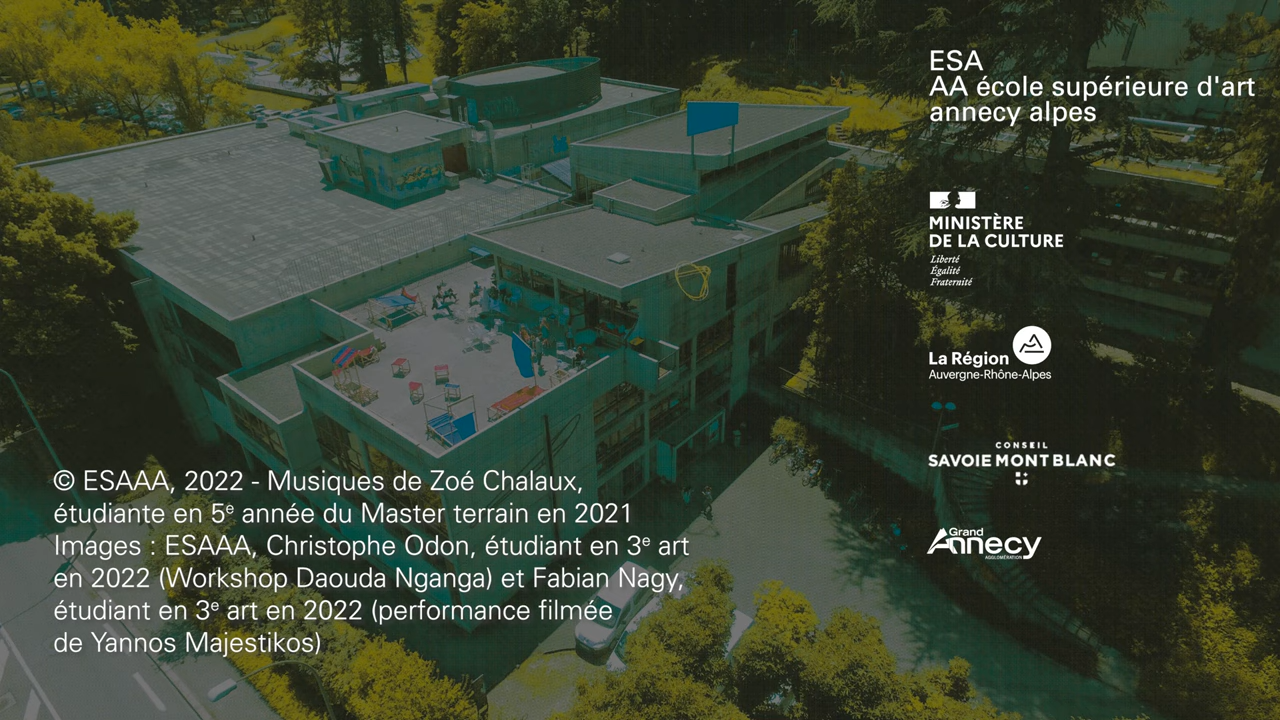 ESA
AA école supérieure d'art
annecy alpes
MINISTÈRE
DE LA CULTURE
Liberté
Égalité
Fraternité
La Région
Auvergne-Rhône-Alpes
CONSEIL
SAVOIE MONT BLANC
Grand
Annecy
AGGLOMÉRATION
© ESAAA, 2022 - Musiques de Zoé Chalaux,
étudiante en 5e année du Master terrain en 2021
Images : ESAAA, Christophe Odon, étudiant en 3e art
en 2022 (Workshop Daouda Nganga) et Fabian Nagy,
étudiant en 3e art en 2022 (performance filmée
de Yannos Majestikos)